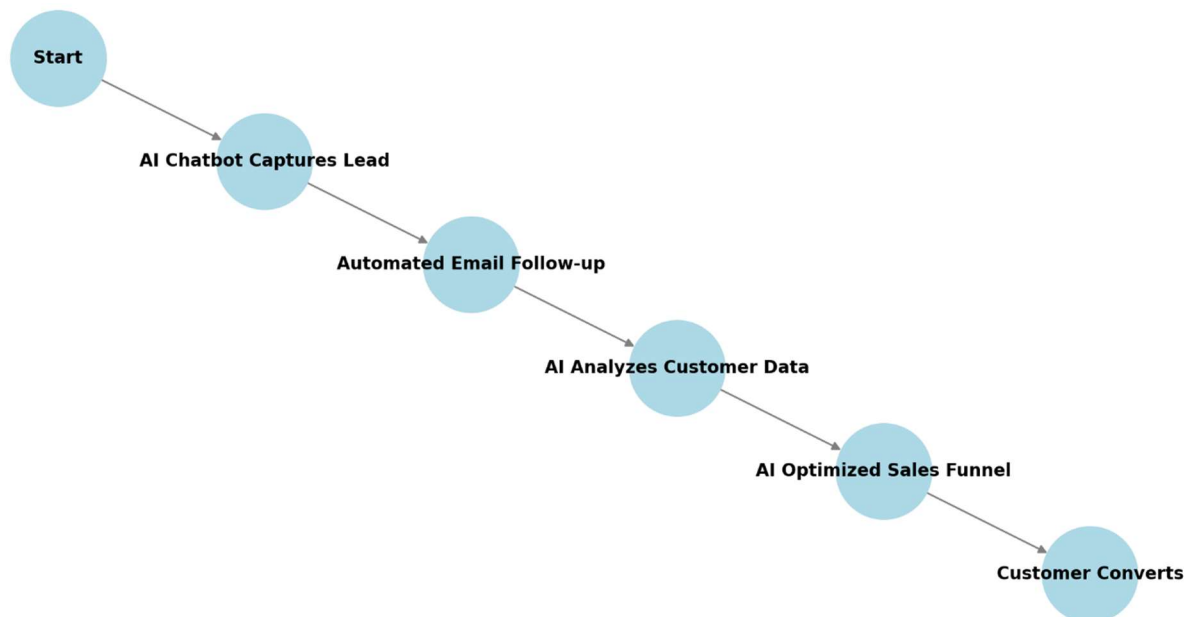 Start
AI Chatbot Captures Lead
Automated Email Follow-up
AI Analyzes Customer Data
AI Optimized Sales Funnel
Customer Converts